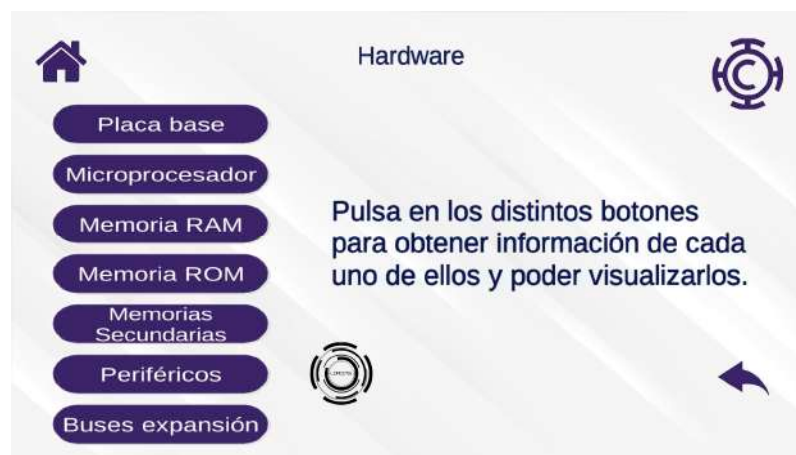 Hardware
C
Placa base
Microprocesador
Memoria RAM
Memoria ROM
Memorias
Secundarias
Periféricos
Buses expansión
Pulsa en los distintos botones
para obtener información de cada
uno de ellos y poder visualizarlos.